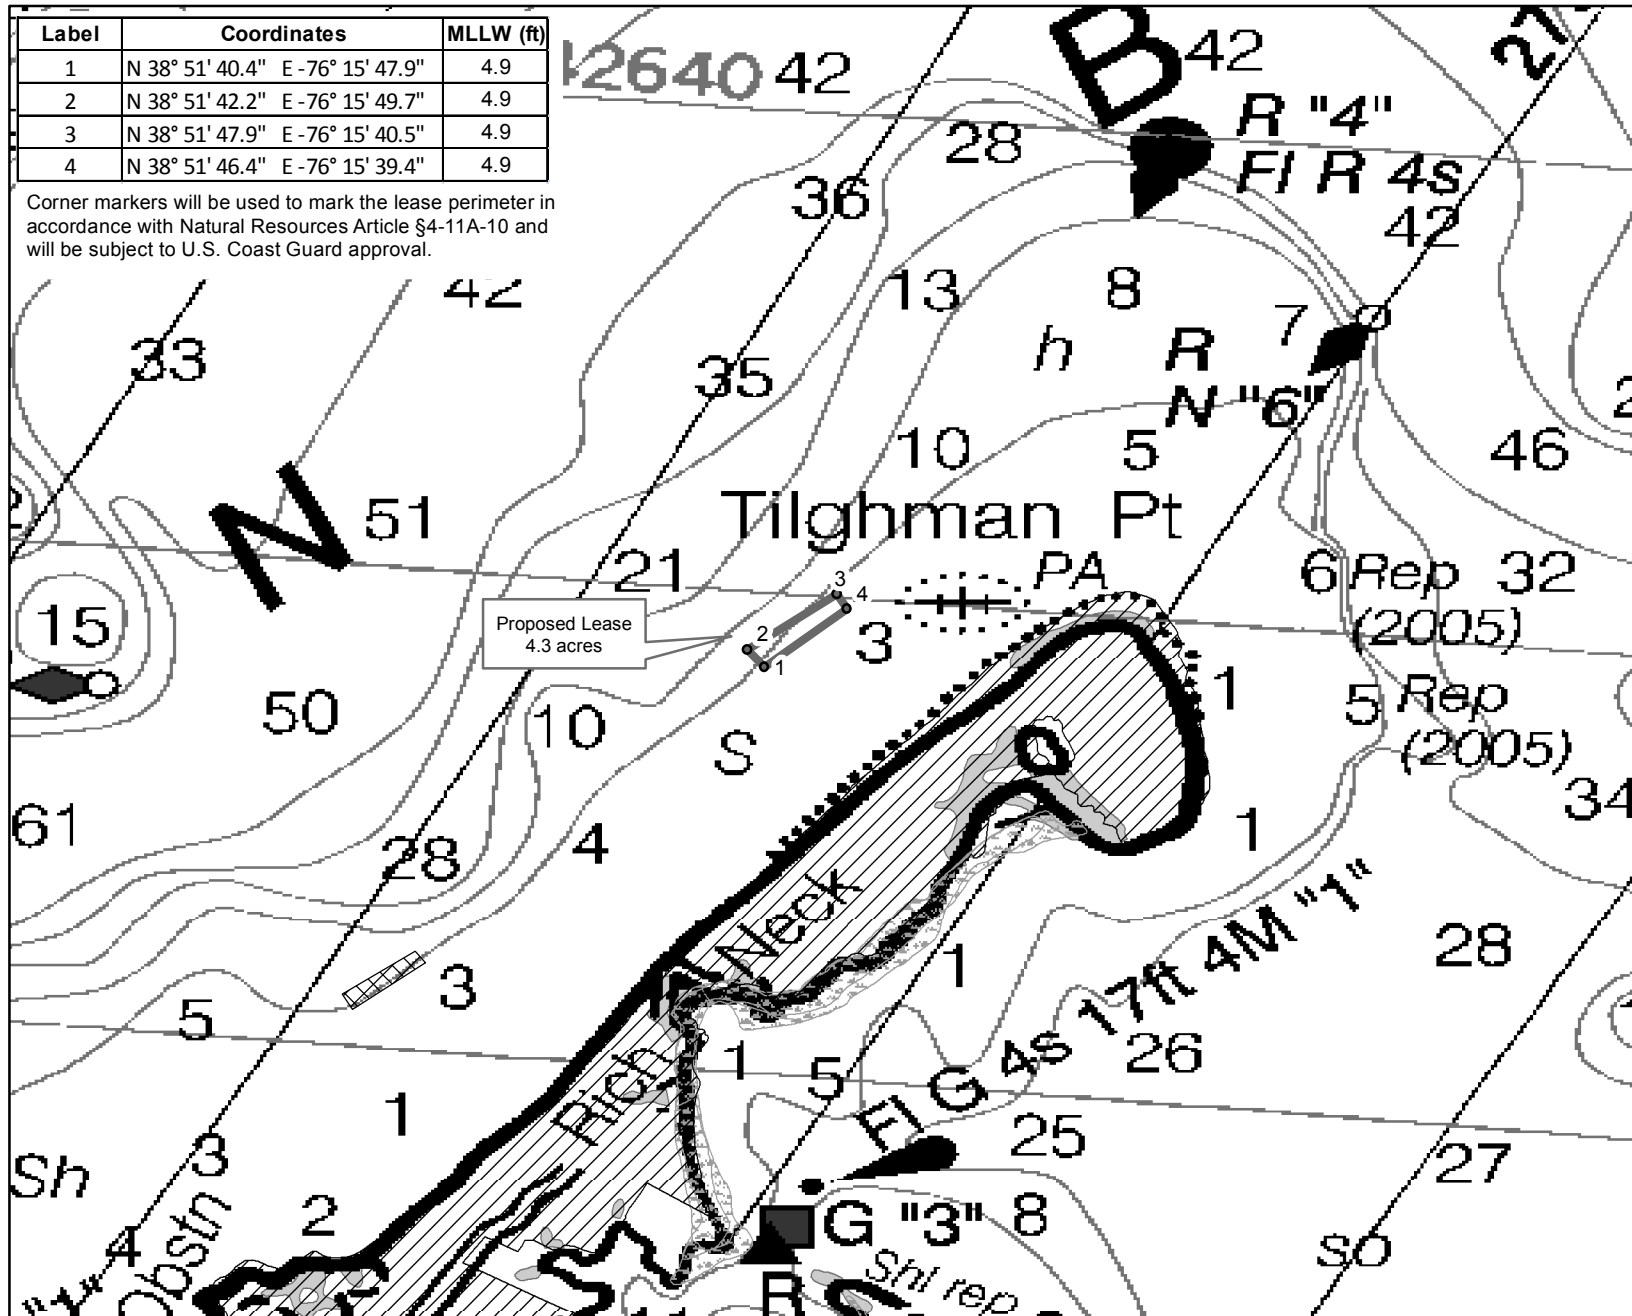 Label Coordinates MLLW (ft)
1 N 38° 51' 40.4" E -76° 15' 47.9" 4.9
2 N 38° 51' 42.2" E -76° 15' 49.7" 4.9
3 N 38° 51' 47.9" E -76° 15' 40.5" 4.9
4 N 38° 51' 46.4" E -76° 15' 39.4" 4.9
Corner markers will be used to mark the lease perimeter in
accordance with Natural Resources Article §4-11A-10 and
will be subject to U.S. Coast Guard approval.
42
B
42
R "4"
Fl R 4s
42
28
36
42
33
13
8
7
35
h
R
N "6"
10
5
46
N
51
Tilghman Pt
21
PA
6 Rep
(2005)
32
15
Proposed Lease
4.3 acres
3
4
2
1
3
1
5 Rep
(2005)
50
10
S
34
61
28
4
1
Neck
28
3
1
5
Rich
1
5
Fl G 4s 17ft 4M "1"
26
1
25
27
3
Sh
2
4
Obstn
G "3"
8
so
Shl rep
R